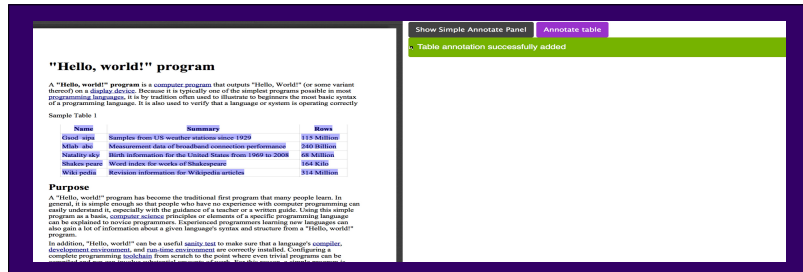 Show Simple Annotate Panel
Annotate table
Table annotation successfully added
"Hello, world!" program
A "Hello, world!" program is a computer program that outputs "Hello, World!" (or some variant
thereof) on a display device. Because it is typically one of the simplest programs possible in most
programming languages, it is by tradition often used to illustrate to beginners the most basic syntax
of a programming language. It is also used to verify that a language or system is operating correctly
Sample Table 1
Name Summary Rows
Gsod sipa Samples from US weather stations since 1929 115 Million
Mlab abc Measurement data of broadband connection performance 240 Billion
Natality sky Birth information for the United States from 1969 to 2008 68 Million
Shakes peare Word index for works of Shakespeare 164 Kilo
Wiki pedia Revision information for Wikipedia articles 314 Million
Purpose
A "Hello, world!" program has become the traditional first program that many people learn. In
general, it is simple enough so that people who have no experience with computer programming can
easily understand it, especially with the guidance of a teacher or a written guide. Using this simple
program as a basis, computer science principles or elements of a specific programming language
can be explained to novice programmers. Experienced programmers learning new languages can
also gain a lot of information about a given language's syntax and structure from a "Hello, world!"
program.
In addition, "Hello, world!" can be a useful sanity test to make sure that a language's compiler,
development environment, and run-time environment are correctly installed. Configuring a
complete programming toolchain from scratch to the point where even trivial programs can be